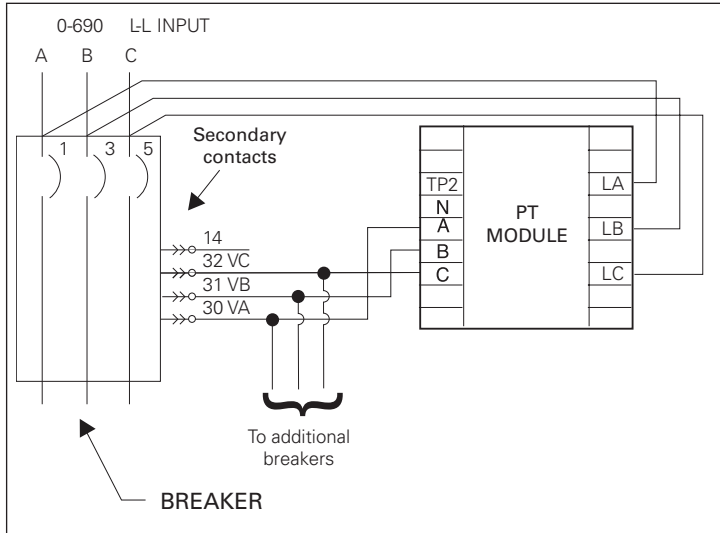 0-690 L-L INPUT
A B C
1 3 5
Secondary
contacts
14
32 VC
31 VB
30 VA
TP2
N
A
B
C
PT
MODULE
LA
LB
LC
To additional
breakers
BREAKER